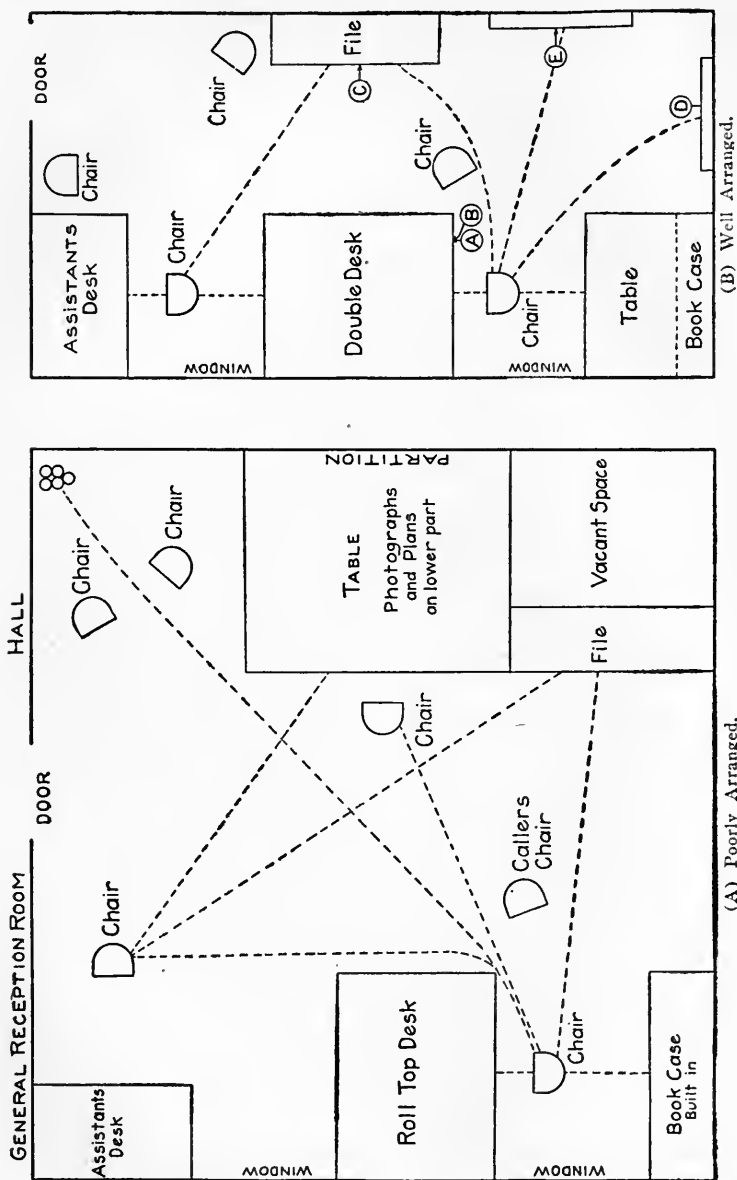 GENERAL RECEPTION ROOM
HALL
DOOR
Assistants
Desk
Chair
Chair
Chair
WINDOW
Roll Top Desk
Chair
TABLE
Photographs
and Plans
on lower part
PARTITION
Callers
Chair
WINDOW
Chair
File
Vacant Space
Book Case
Built in
(A) Poorly Arranged.
DOOR
ASSISTANTS
Desk
Chair
Chair
Chair
File
C
WINDOW
Double Desk
Chair
A
B
E
D
WINDOW
Chair
Table
Book Case
(B) Well Arranged.